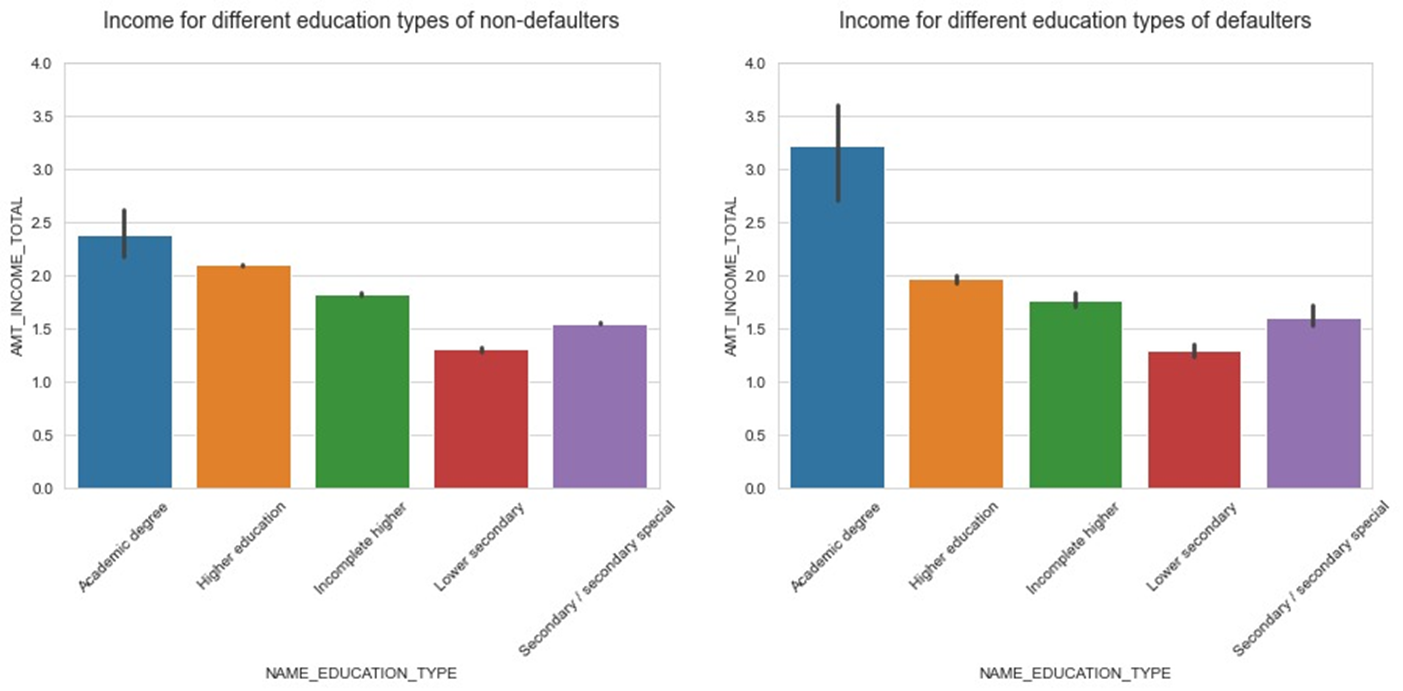 Income for different education types of non-defaulters
4.0
3.5
3.0
2.5
2.0
1.5
1.0
0.5
0.0
AMT_INCOME_TOTAL
Academic degree
Higher education
Incomplete higher
Lower secondary
Secondary / secondary special
NAME_EDUCATION_TYPE
Income for different education types of defaulters
4.0
3.5
3.0
2.5
2.0
1.5
1.0
0.5
0.0
AMT_INCOME_TOTAL
Academic degree
Higher education
Incomplete higher
Lower secondary
Secondary / secondary special
NAME_EDUCATION_TYPE